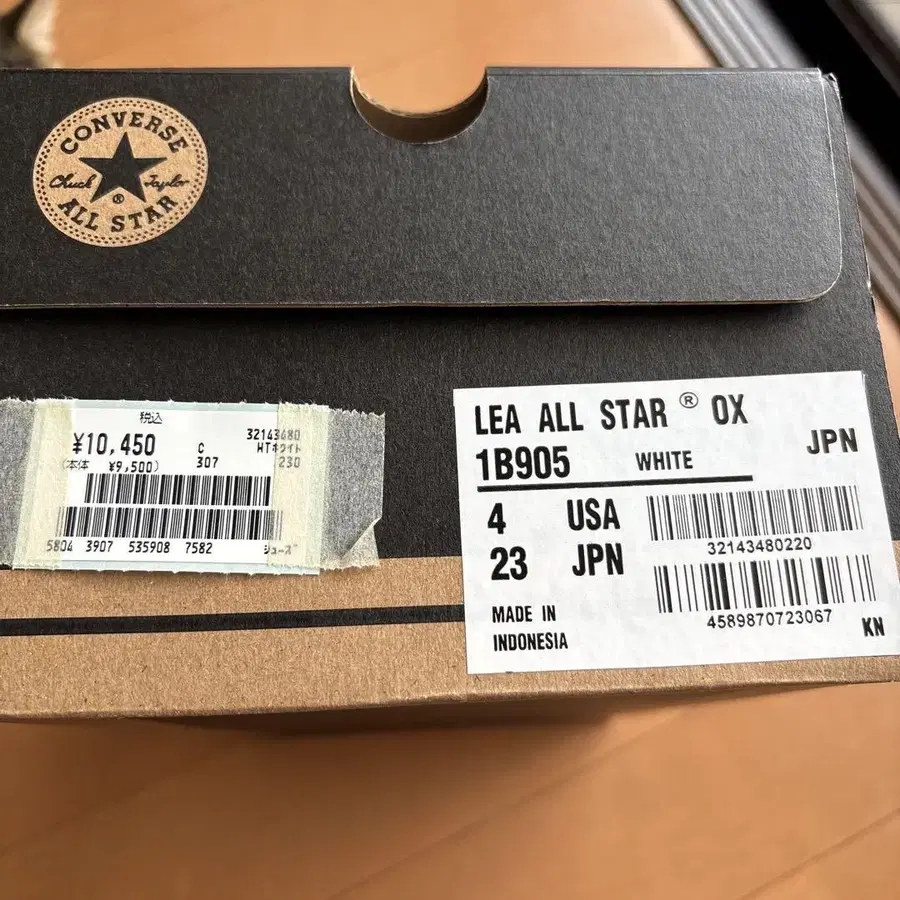 CONVERSE
Chuck Taylor
®
ALL STAR
税込
¥10,450
(本体 ¥9,500)
C
307
32143480
WTホワイト
230
5804 3907 535908 7582
シューズ
LEA ALL STAR® OX
1B905 WHITE JPN
4 USA
23 JPN
32143480220
4589870723067
MADE IN
INDONESIA
KN